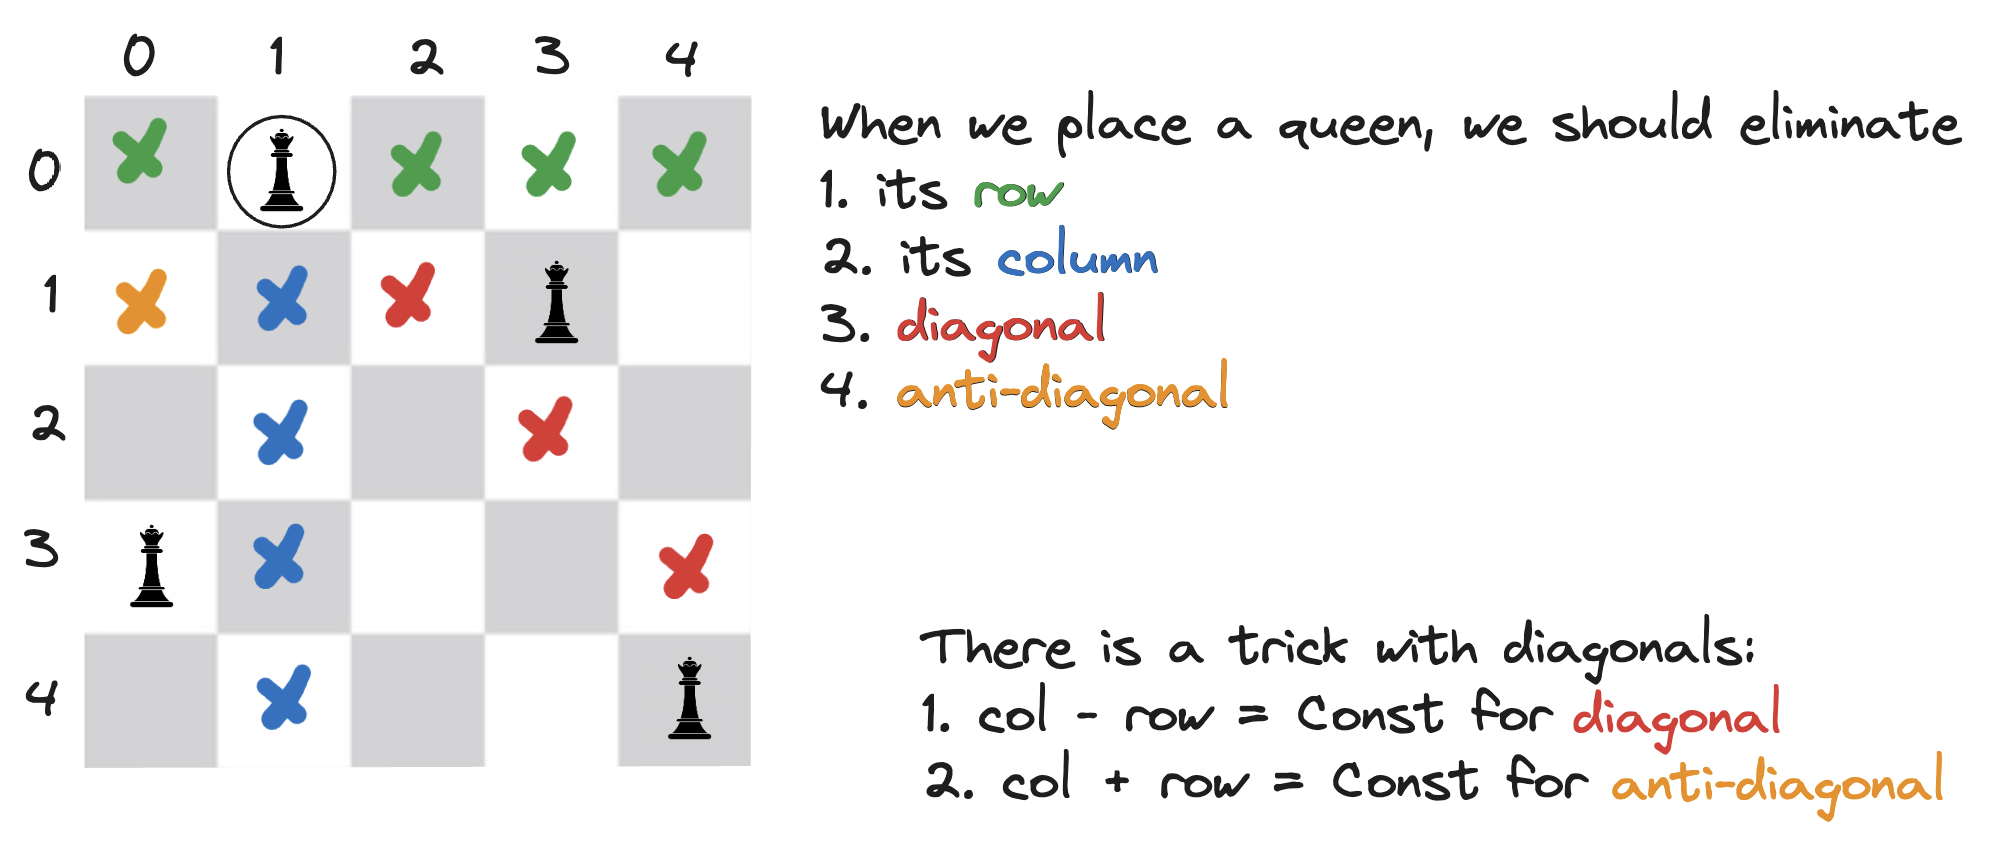 0 1 2 3 4
0
1
2
3
4
When we place a queen, we should eliminate
1. its row
2. its column
3. diagonal
4. anti-diagonal
There is a trick with diagonals:
1. col - row = Const for diagonal
2. col + row = Const for anti-diagonal